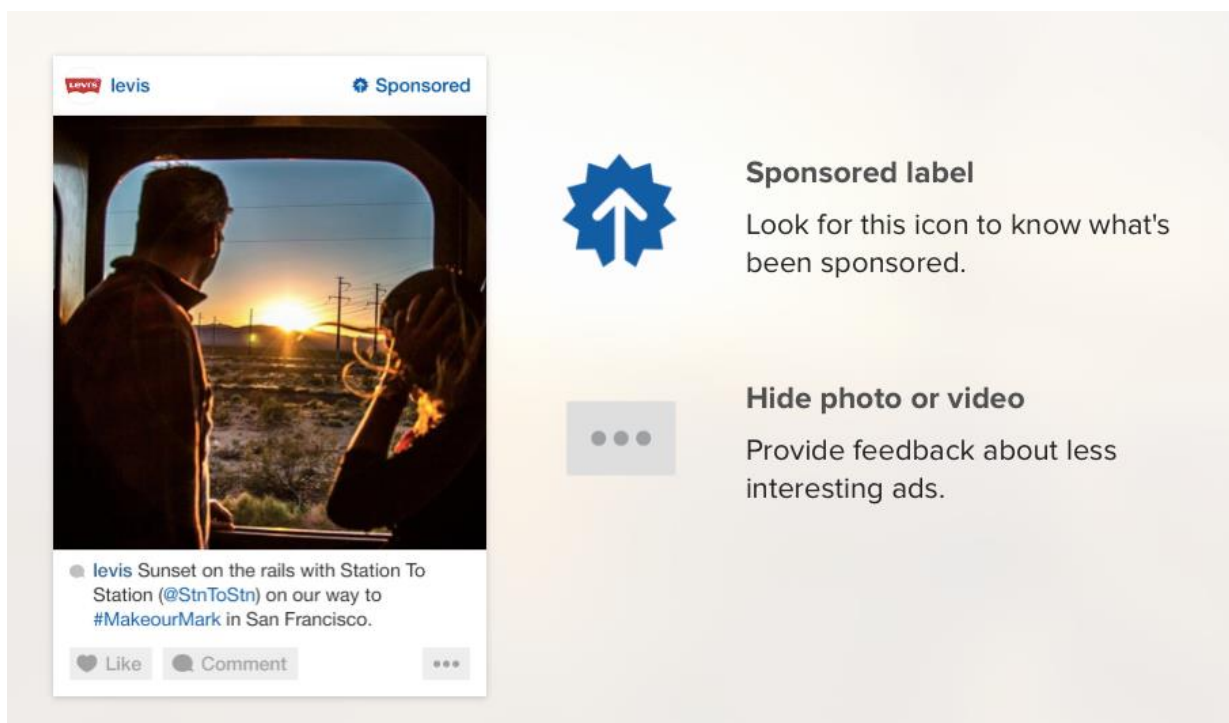 LEVI'S levis Sponsored
levis Sunset on the rails with Station To
Station (@StnToStn) on our way to
#MakeourMark in San Francisco.
Like Comment
Sponsored label
Look for this icon to know what's
been sponsored.
Hide photo or video
Provide feedback about less
interesting ads.